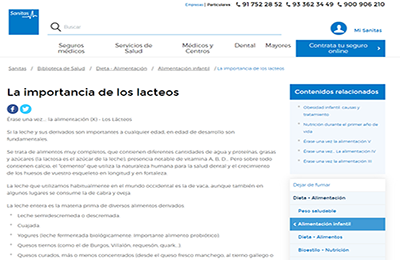 Empresas | Particulares 91 752 28 52 93 362 34 49 900 906 210
Sanitas
Buscar
Mi Sanitas
Seguros médicos
Servicios de Salud
Médicos y Centros
Dental
Mayores
Contrata tu seguro online
Sanitas / Biblioteca de Salud / Dieta - Alimentación / Alimentación infantil / La importancia de los lacteos
La importancia de los lacteos
Érase una vez... la alimentación (X) - Los Lácteos
Si la leche y sus derivados son importantes a cualquier edad, en edad de desarrollo son
fundamentales.
Se trata de alimentos muy completos, que contienen diferentes cantidades de agua y proteínas, grasas
y azúcares (la lactosa es el azúcar de la leche), presencia notable de vitamina A, B, D... Pero sobre todo
contienen calcio, el "cemento" que utiliza la naturaleza humana para la salud dental y el crecimiento
de los huesos de nuestro esqueleto en longitud y en fortaleza.
La leche que utilizamos habitualmente en el mundo occidental es la de vaca, aunque también en
algunos lugares se consume la de cabra y oveja.
La leche entera es la materia prima de diversos alimentos derivados:
Leche semidescremada o descremada
Cuajada
Yogures (leche fermentada biológicamente, importante alimento probiótico)
Quesos tiernos (como el de Burgos, Villalón, requesón, quark...)
Quesos curados, más o menos concentrados (desde el queso fresco manchego, al tierno gallego o
Contenidos relacionados
Obesidad infantil: causas y tratamiento
Nutrición durante el primer año de vida
Érase una vez... La alimentación IV
Érase una vez la alimentación II
Dejar de fumar
Dieta - Alimentación
Peso saludable
Alimentación infantil
Dieta - Alimentos
Bioestilo - Nutrición